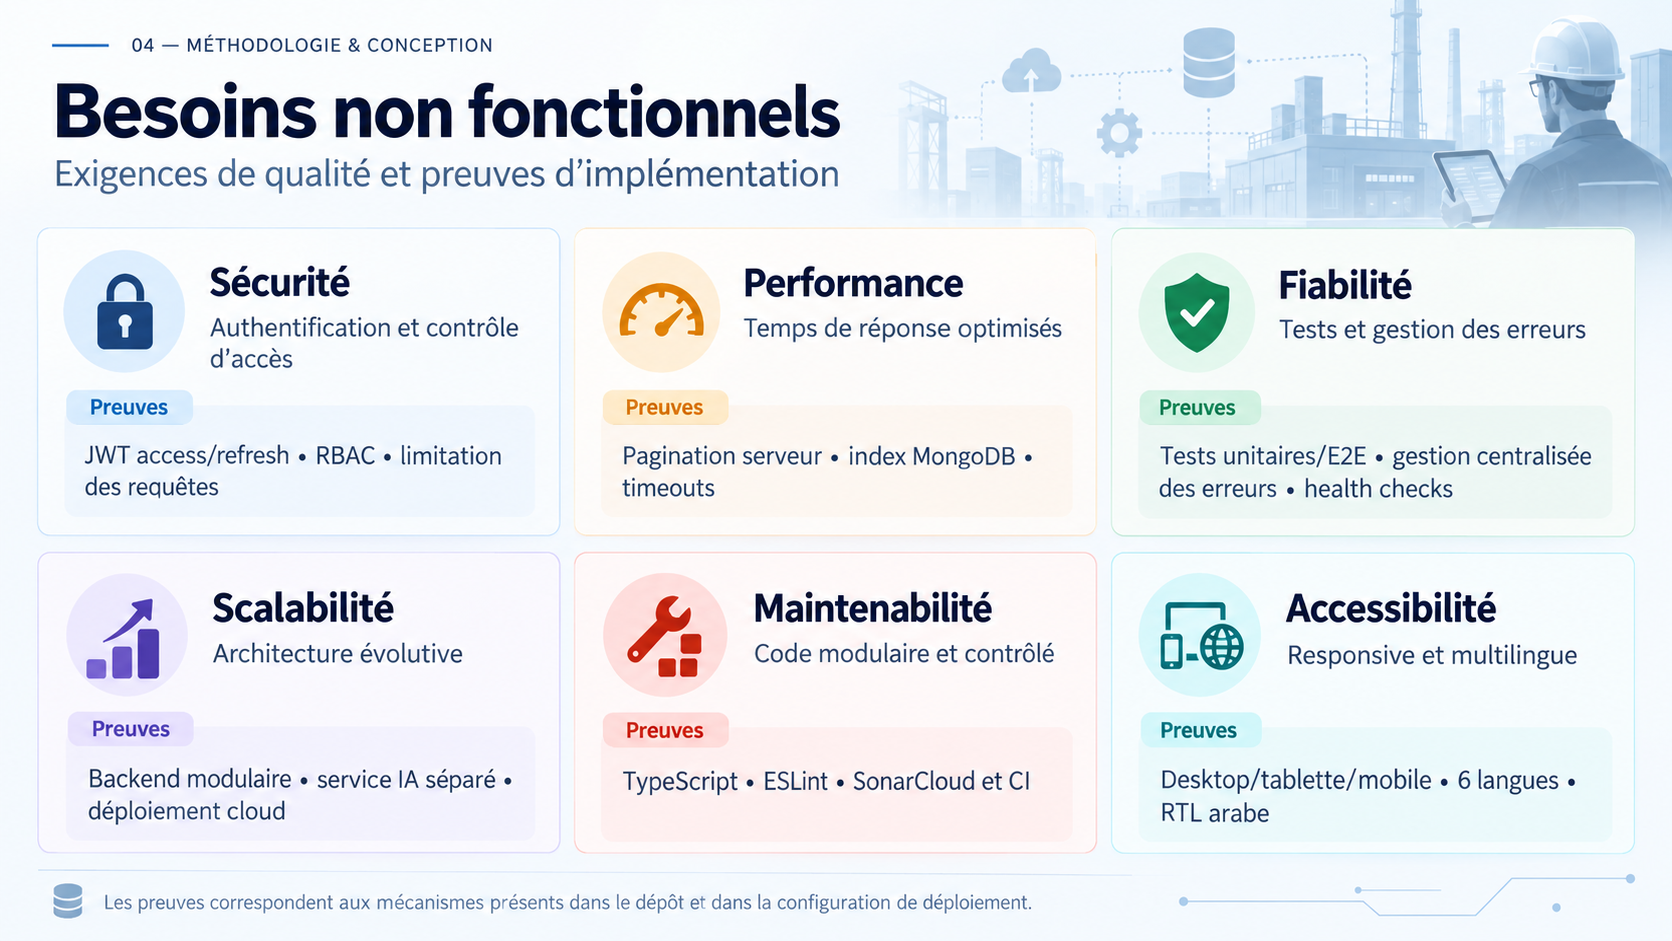 04 — MÉTHODOLOGIE & CONCEPTION
Besoins non fonctionnels
Exigences de qualité et preuves d’implémentation
Sécurité
Authentification et contrôle
d’accès
Preuves
JWT access/refresh • RBAC • limitation
des requêtes
Performance
Temps de réponse optimisés
Preuves
Pagination serveur • index MongoDB •
timeouts
Fiabilité
Tests et gestion des erreurs
Preuves
Tests unitaires/E2E • gestion centralisée
des erreurs • health checks
Scalabilité
Architecture évolutive
Preuves
Backend modulaire • service IA séparé •
déploiement cloud
Maintenabilité
Code modulaire et contrôlé
Preuves
TypeScript • ESLint • SonarCloud et CI
Accessibilité
Responsive et multilingue
Preuves
Desktop/tablette/mobile • 6 langues •
RTL arabe
Les preuves correspondent aux mécanismes présents dans le dépôt et dans la configuration de déploiement.